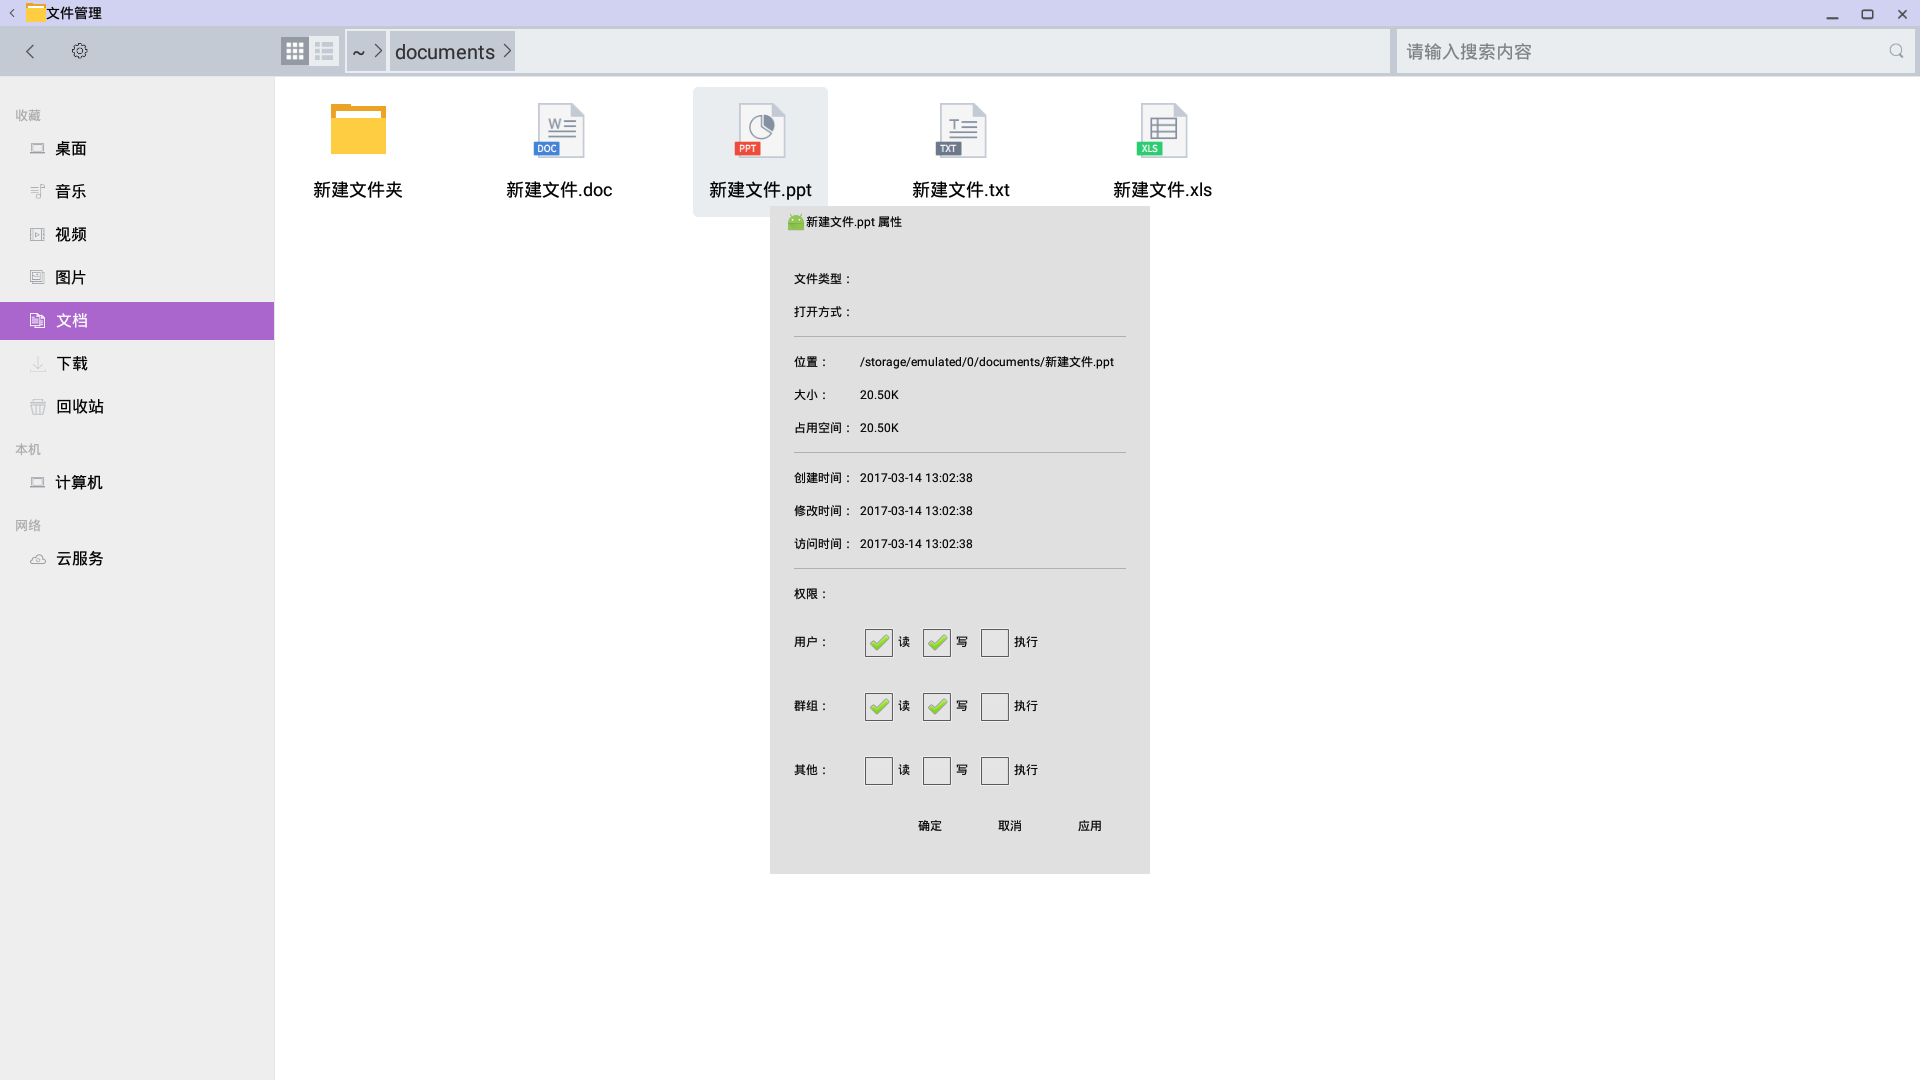 文件管理
~
documents
请输入搜索内容
收藏
桌面
音乐
视频
图片
文档
下载
回收站
本机
计算机
网络
云服务
新建文件夹
W
DOC
新建文件.doc
PPT
新建文件.ppt
T
TXT
新建文件.txt
XLS
新建文件.xls
新建文件.ppt 属性
文件类型：
打开方式：
位置： /storage/emulated/0/documents/新建文件.ppt
大小： 20.50K
占用空间： 20.50K
创建时间： 2017-03-14 13:02:38
修改时间： 2017-03-14 13:02:38
访问时间： 2017-03-14 13:02:38
权限：
用户： 读 写 执行
群组： 读 写 执行
其他： 读 写 执行
确定 取消 应用